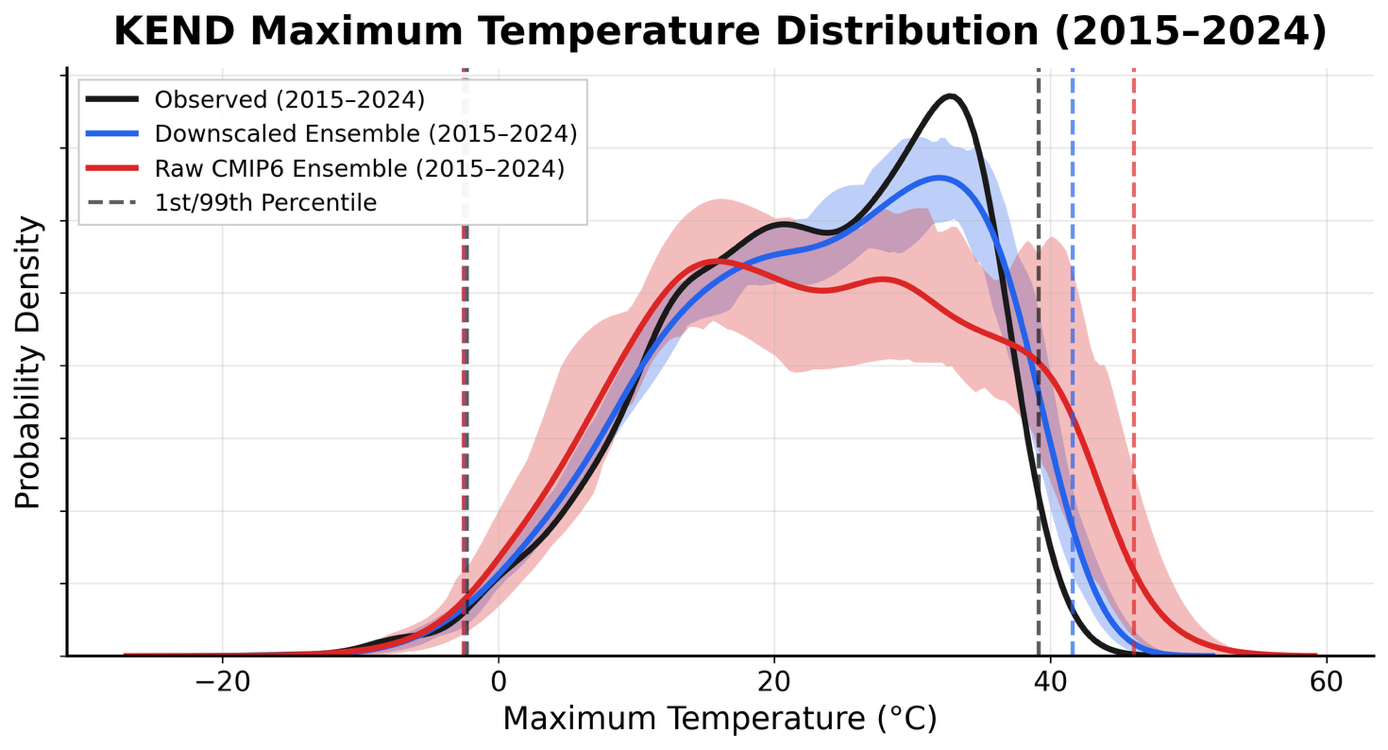 KEND Maximum Temperature Distribution (2015–2024)
Observed (2015–2024)
Downscaled Ensemble (2015–2024)
Raw CMIP6 Ensemble (2015–2024)
1st/99th Percentile
Probability Density
−20 0 20 40 60
Maximum Temperature (°C)